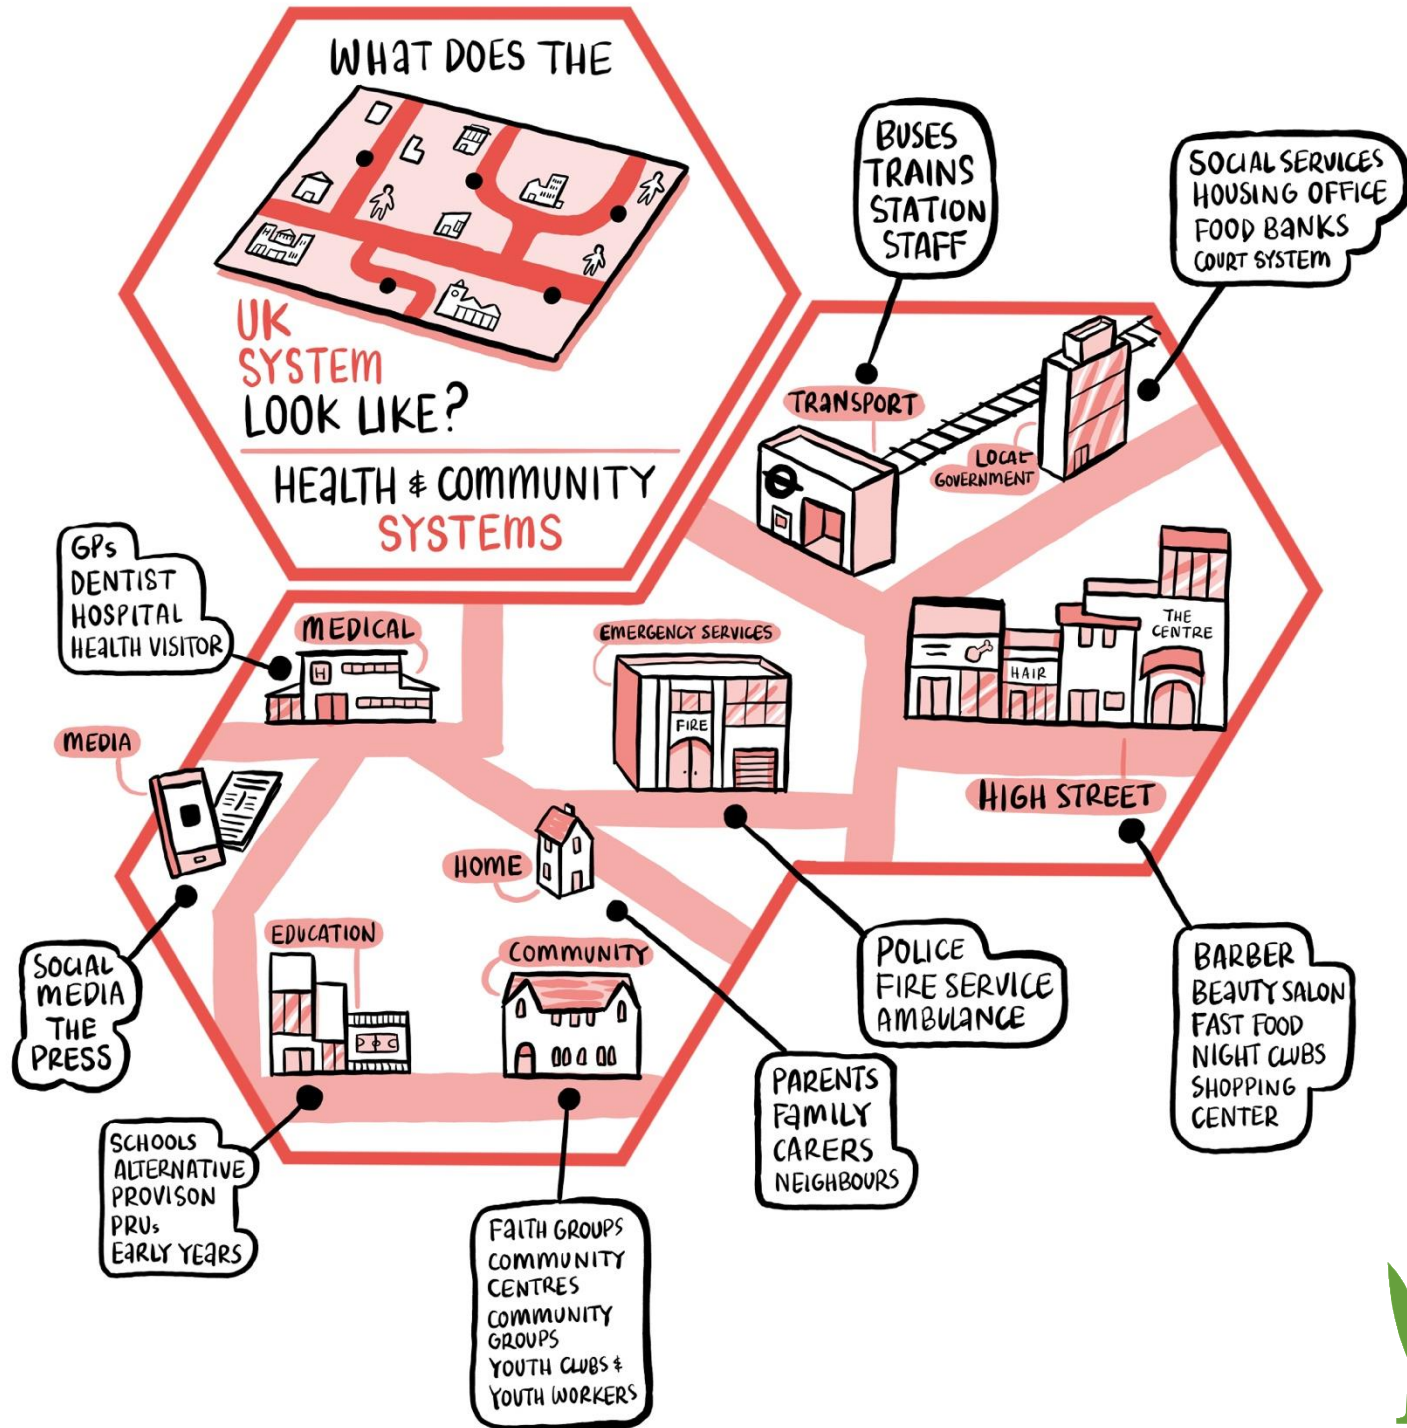 WHAT DOES THE
UK
SYSTEM
LOOK LIKE?
HEALTH & COMMUNITY
SYSTEMS
H
BUSES
TRAINS
STATION
STAFF
SOCIAL SERVICES
HOUSING OFFICE
FOOD BANKS
COURT SYSTEM
TRANSPORT
LOCAL
GOVERNMENT
THE
CENTRE
HAIR
HIGH STREET
GPs
DENTIST
HOSPITAL
HEALTH VISITOR
MEDICAL
H
EMERGENCY SERVICES
FIRE
MEDIA
HOME
EDUCATION
COMMUNITY
SOCIAL
MEDIA
THE
PRESS
POLICE
FIRE SERVICE
AMBULANCE
BARBER
BEAUTY SALON
FAST FOOD
NIGHT CLUBS
SHOPPING
CENTER
PARENTS
FAMILY
CARERS
NEIGHBOURS
SCHOOLS
ALTERNATIVE
PROVISON
PRUs
EARLY YEARS
FAITH GROUPS
COMMUNITY
CENTRES
COMMUNITY
GROUPS
YOUTH CLUBS &
YOUTH WORKERS